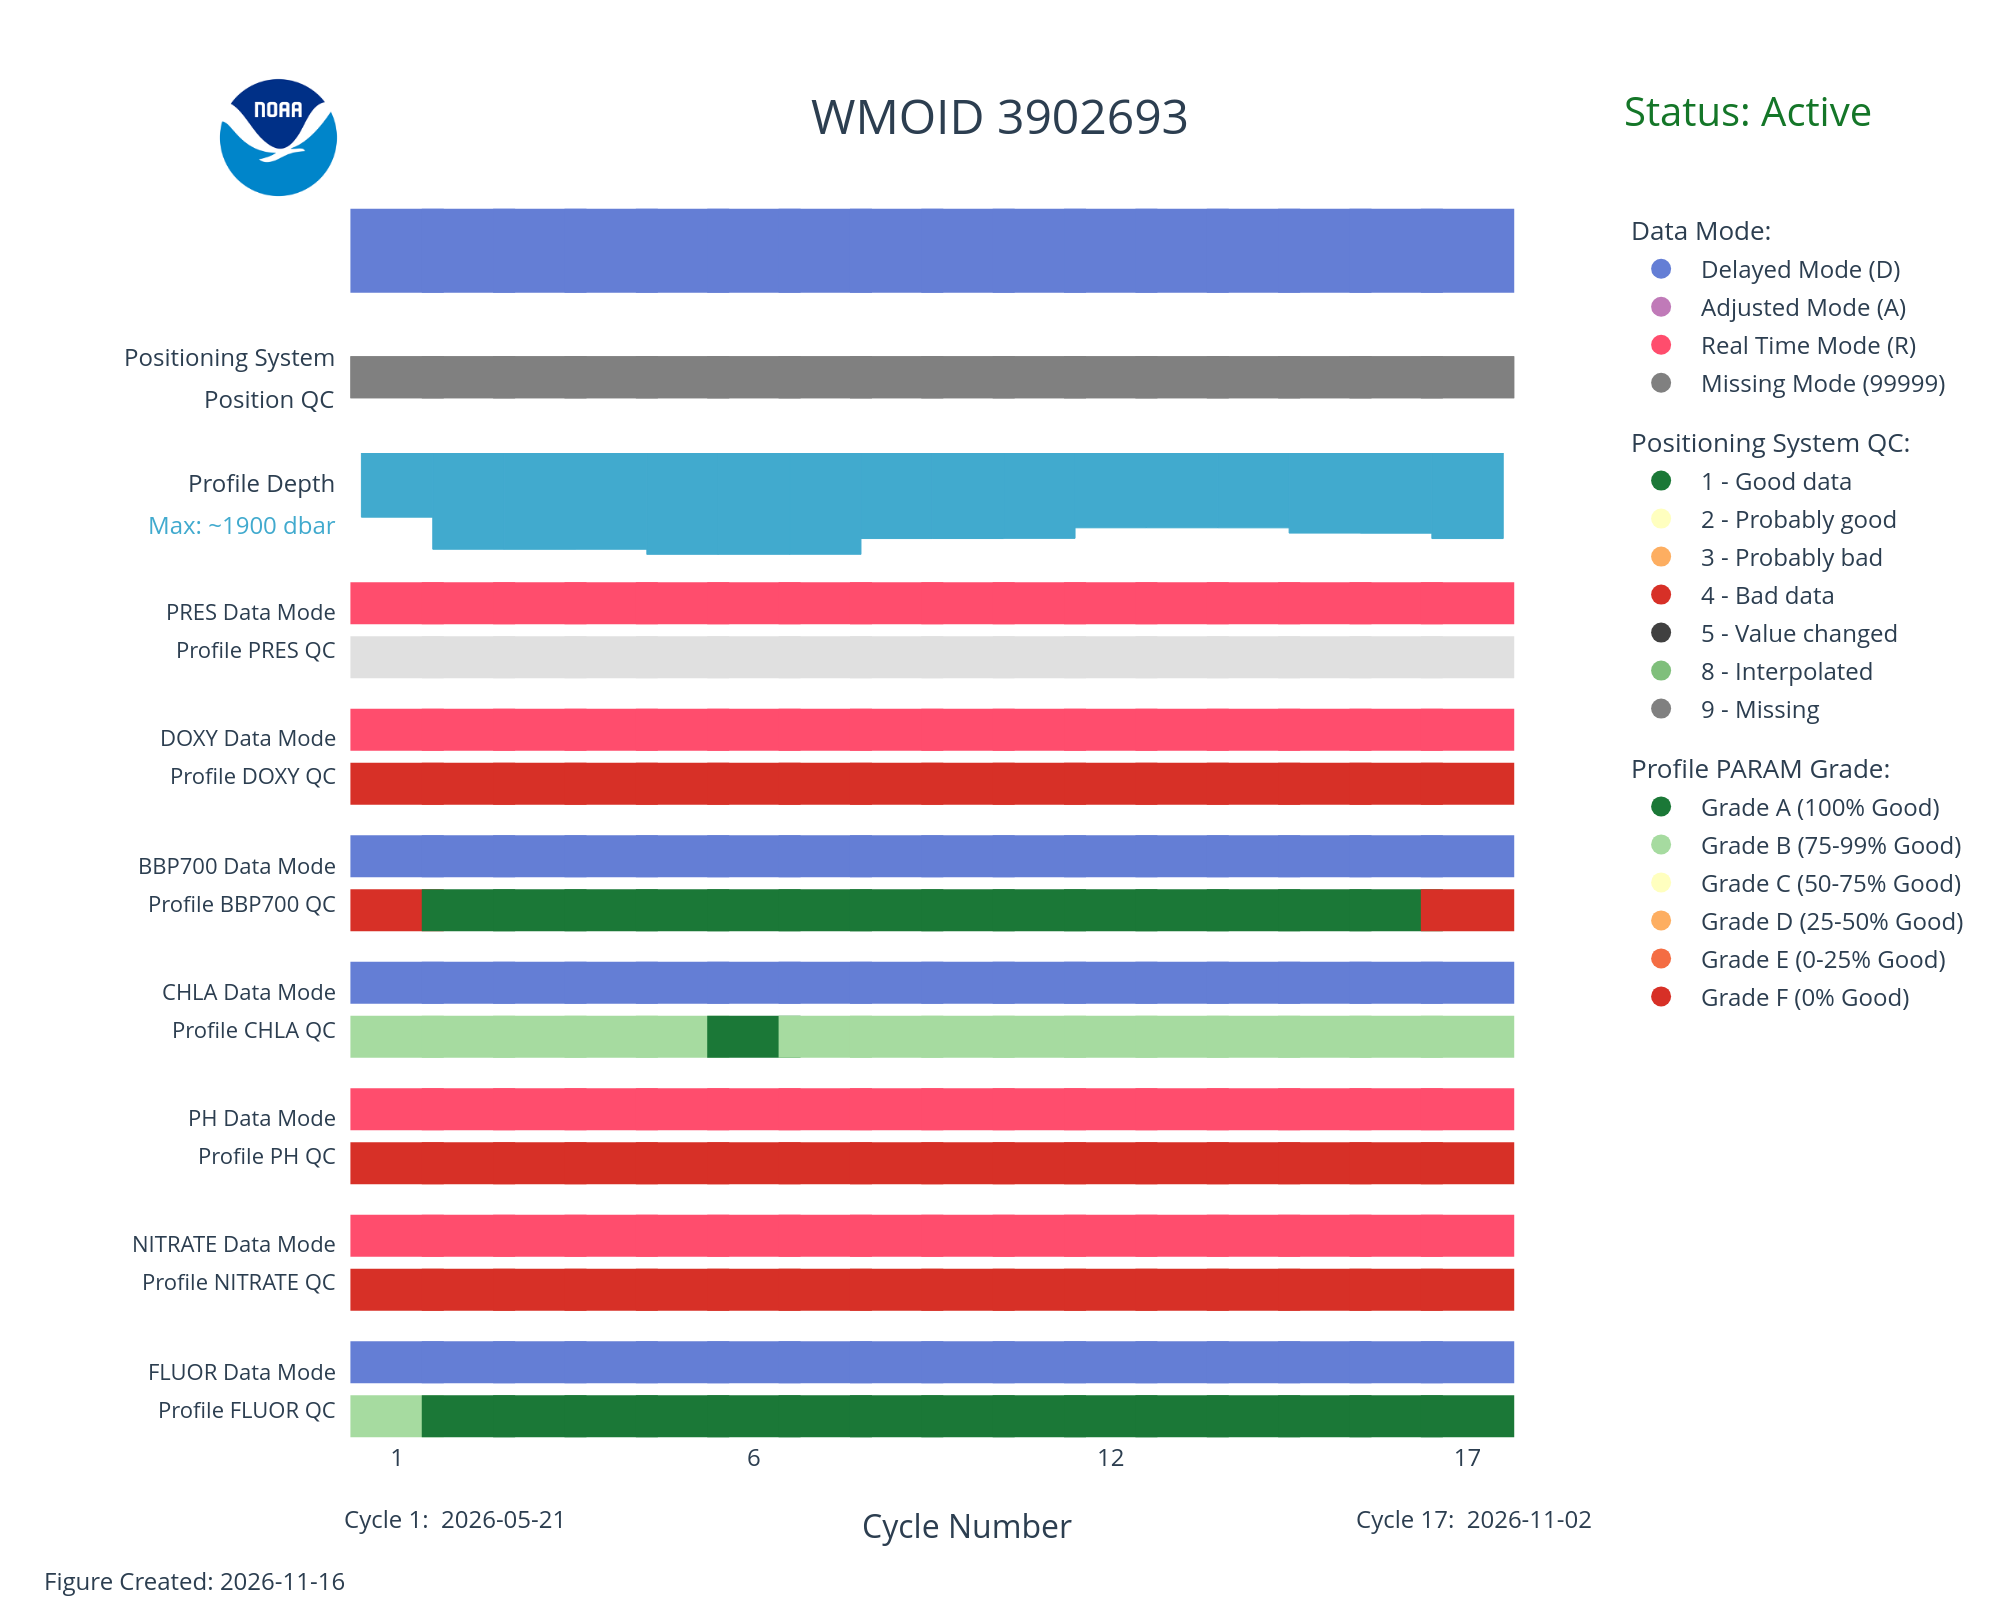 NOAA
WMOID 3902693
Status: Active
Data Mode:
Delayed Mode (D)
Adjusted Mode (A)
Real Time Mode (R)
Missing Mode (99999)
Positioning System QC:
1 - Good data
2 - Probably good
3 - Probably bad
4 - Bad data
5 - Value changed
8 - Interpolated
9 - Missing
Profile PARAM Grade:
Grade A (100% Good)
Grade B (75-99% Good)
Grade C (50-75% Good)
Grade D (25-50% Good)
Grade E (0-25% Good)
Grade F (0% Good)
Positioning System
Position QC
Profile Depth
Max: ~1900 dbar
PRES Data Mode
Profile PRES QC
DOXY Data Mode
Profile DOXY QC
BBP700 Data Mode
Profile BBP700 QC
CHLA Data Mode
Profile CHLA QC
PH Data Mode
Profile PH QC
NITRATE Data Mode
Profile NITRATE QC
FLUOR Data Mode
Profile FLUOR QC
1 6 12 17
Cycle 1: 2026-05-21
Cycle Number
Cycle 17: 2026-11-02
Figure Created: 2026-11-16